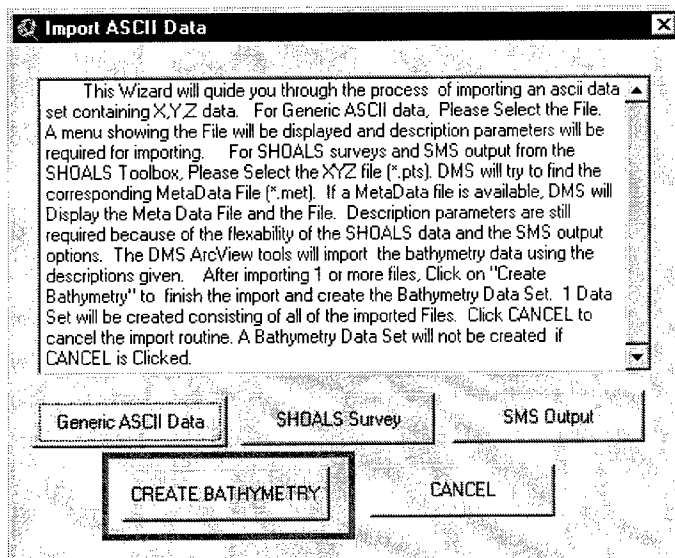 Import ASCII Data
This Wizard will quide you through the process of importing an ascii data
set containing X,Y,Z data. For Generic ASCII data, Please Select the File.
A menu showing the File will be displayed and description parameters will be
required for importing. For SHOALS surveys and SMS output from the
SHOALS Toolbox, Please Select the XYZ file (*.pts). DMS will try to find the
corresponding MetaData File (*.met). If a MetaData file is available, DMS will
Display the Meta Data File and the File. Description parameters are still
required because of the flexability of the SHOALS data and the SMS output
options. The DMS ArcView tools will import the bathymetry data using the
descriptions given. After importing 1 or more files, Click on "Create
Bathymetry" to finish the import and create the Bathymetry Data Set. 1 Data
Set will be created consisting of all of the imported Files. Click CANCEL to
cancel the import routine. A Bathymetry Data Set will not be created if
CANCEL is Clicked.
Generic ASCII Data SHOALS Survey SMS Output
CREATE BATHYMETRY CANCEL